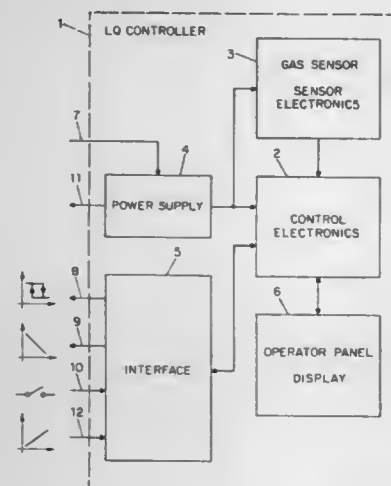 1
LQ CONTROLLER
3
GAS SENSOR
SENSOR
ELECTRONICS
7
4
2
11
POWER SUPPLY
CONTROL
ELECTRONICS
5
8
6
9
INTERFACE
OPERATOR PANEL
DISPLAY
10
12